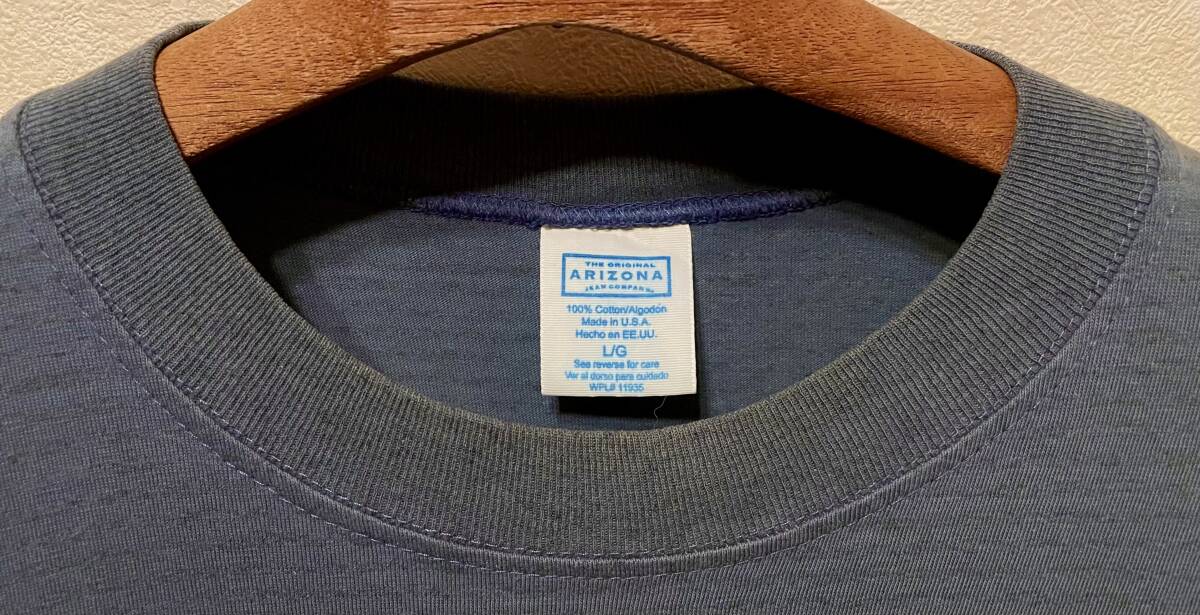 THE ORIGINAL
ARIZONA
JEAN COMPANY
100% Cotton/Algodón
Made in U.S.A.
Hecho en EE.UU.
L/G
See reverse for care
Ver al dorso para cuidado
WPL# 11935